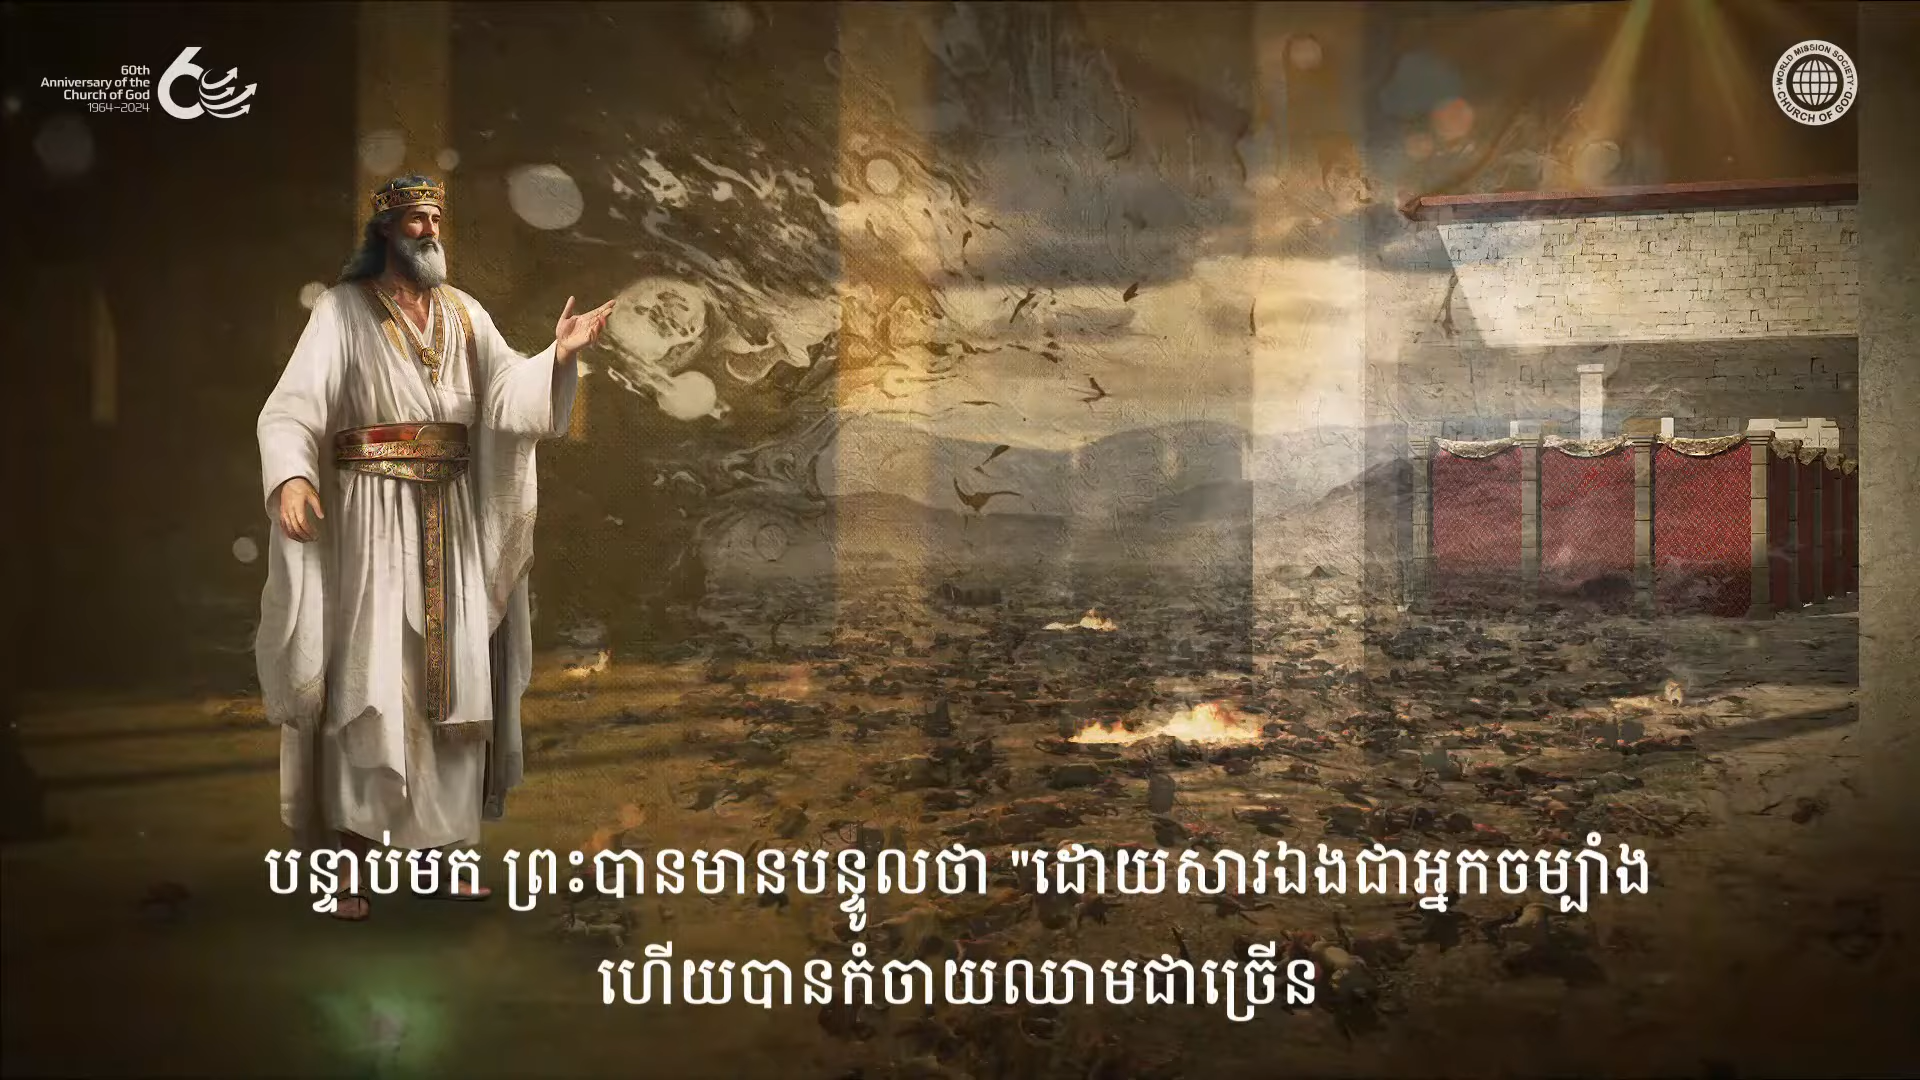 60th
Anniversary of the
Church of God
1964–2024
WORLD MISSION SOCIETY
CHURCH OF GOD
បន្ទាប់មក ព្រះបានមានបន្ទូលថា "ដោយសារឯងជាអ្នកចម្បាំង
ហើយបានកំចាយឈាមជាច្រើន